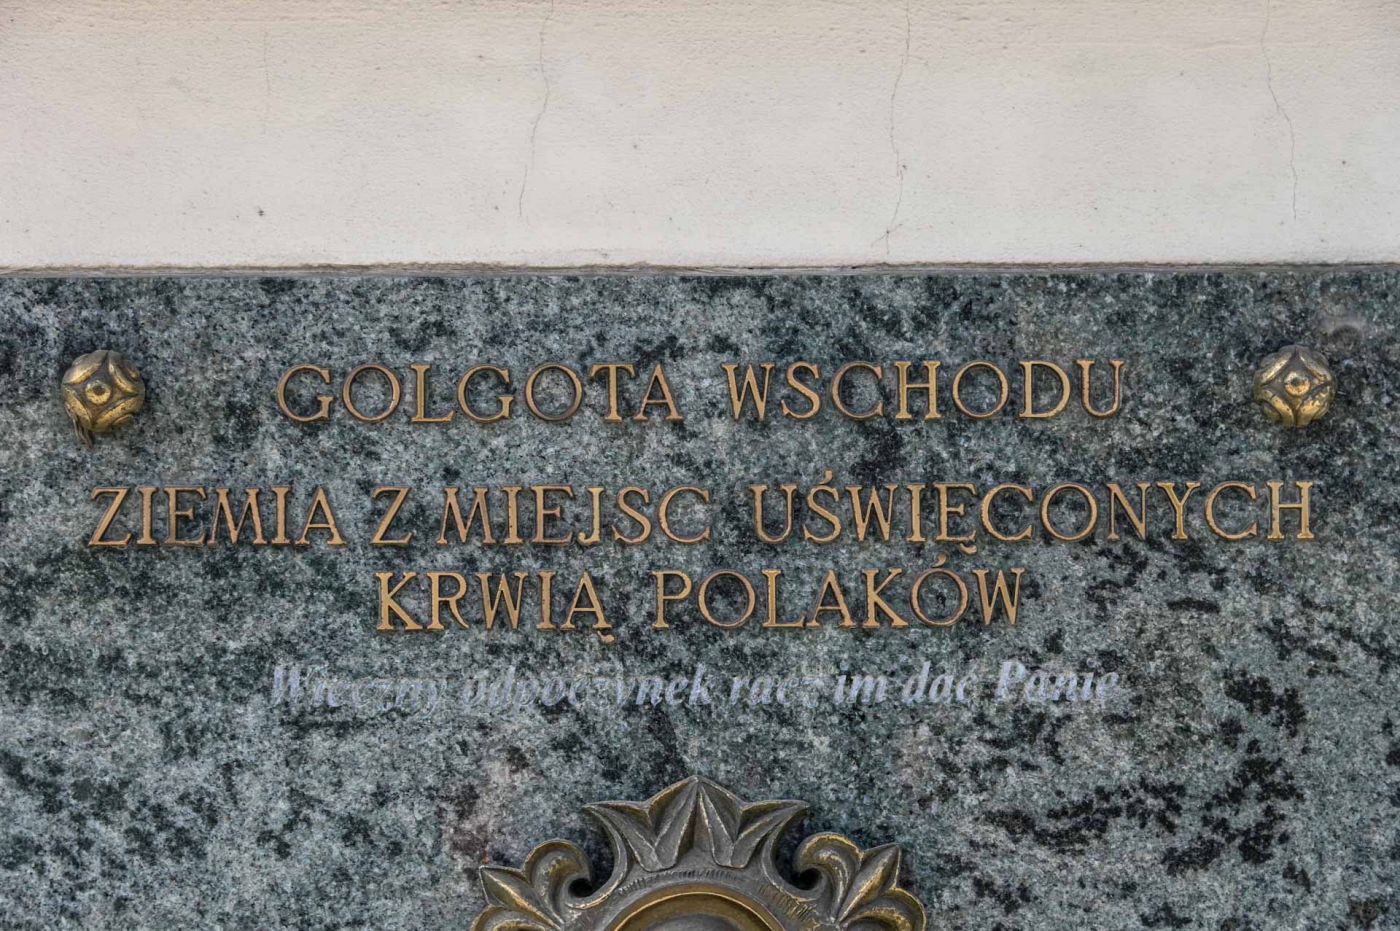 GOLGOTA WSCHODU
ZIEMIA Z MIEJSC UŚWIĘCONYCH
KRWIĄ POLAKÓW
Wieczny odpoczynek racz im dać Panie